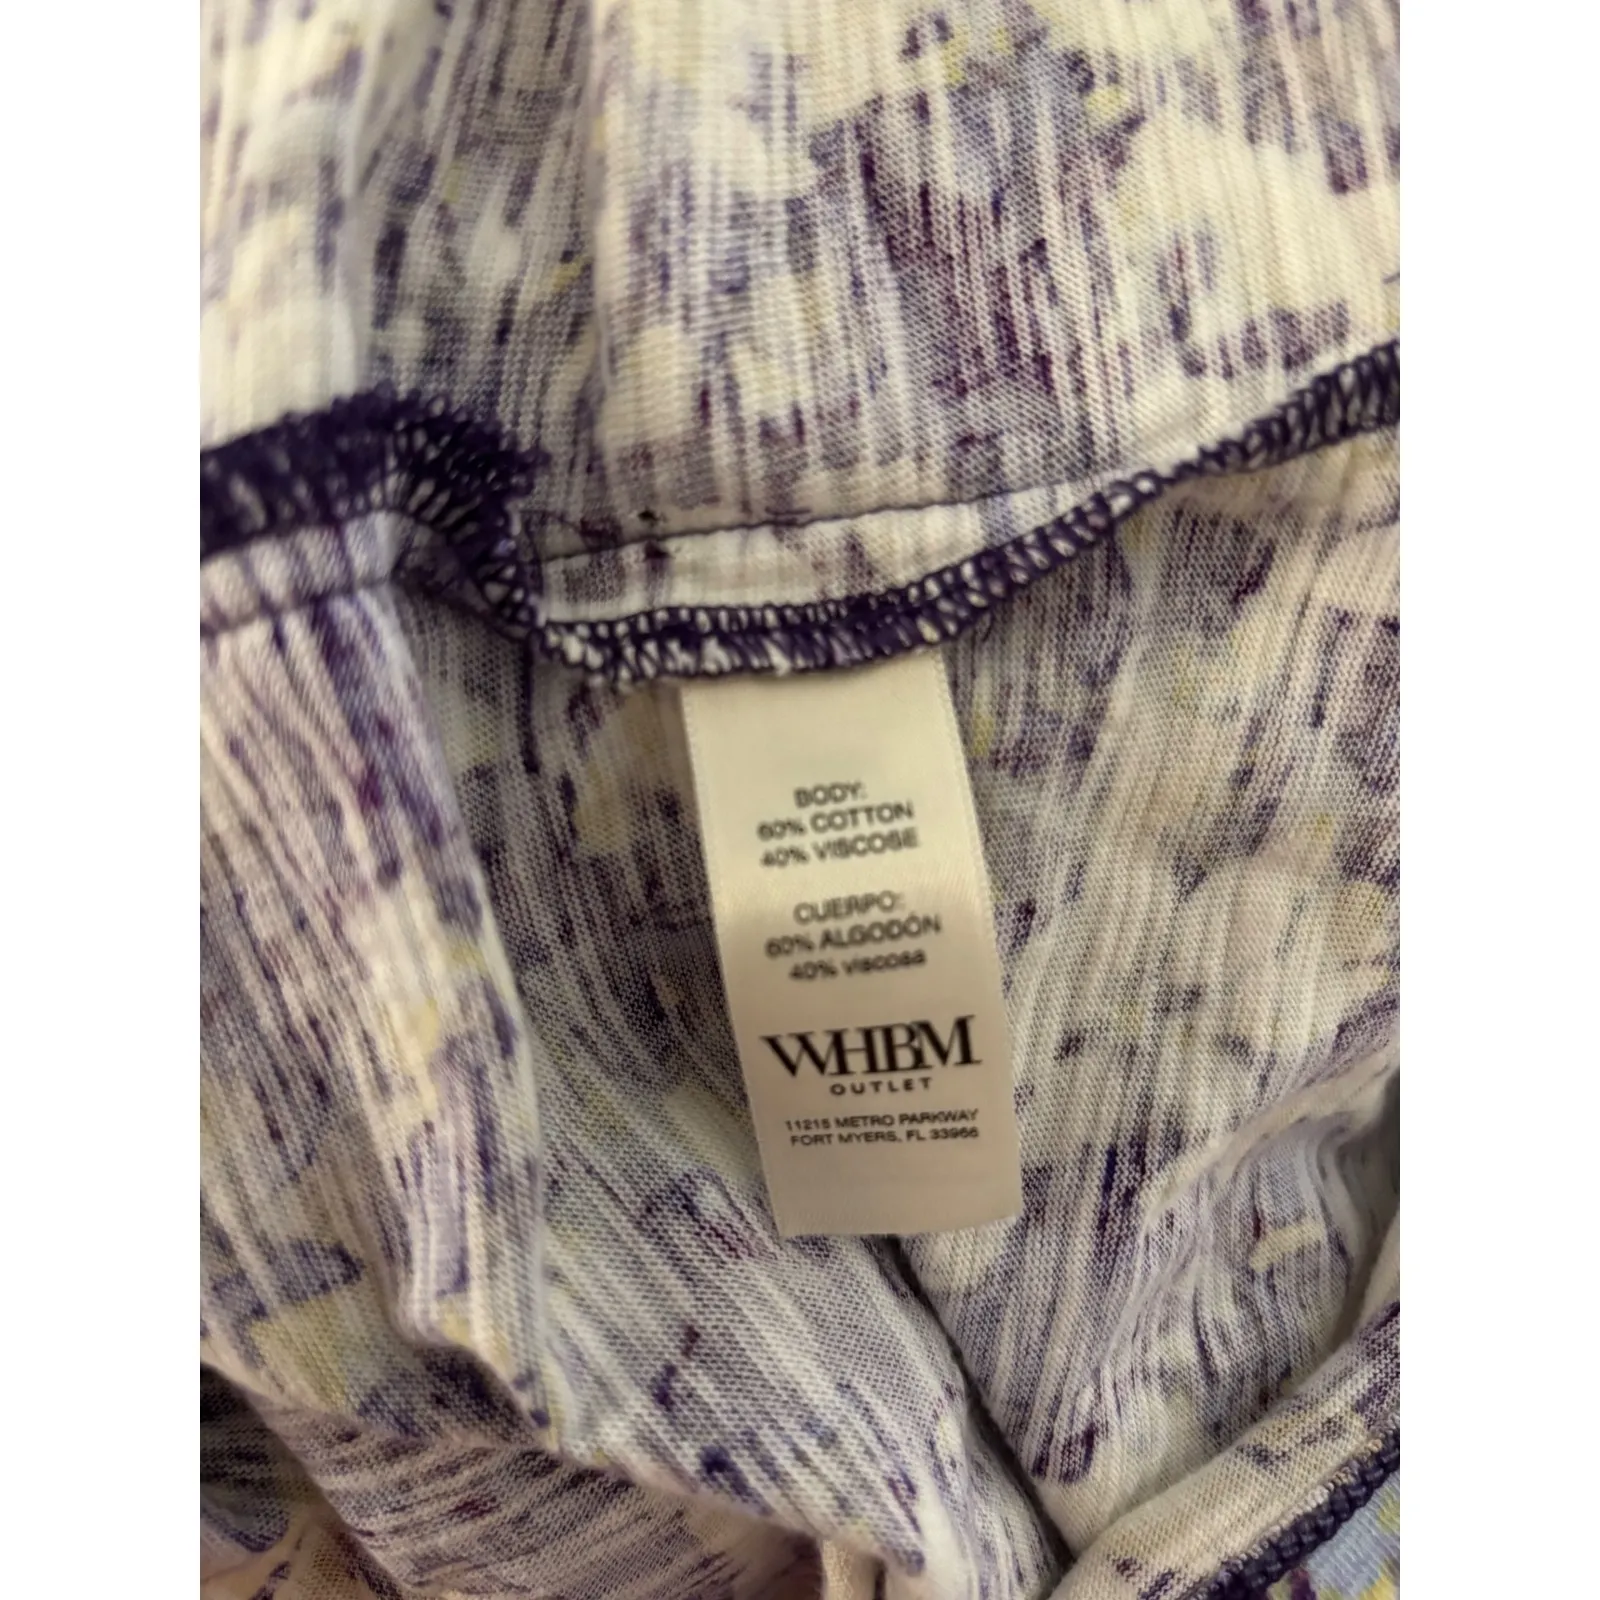 BODY:
60% COTTON
40% VISCOSE
CUERPO:
60% ALGODÓN
40% viscosa
WHBM
OUTLET
11215 METRO PARKWAY
FORT MYERS, FL 33966